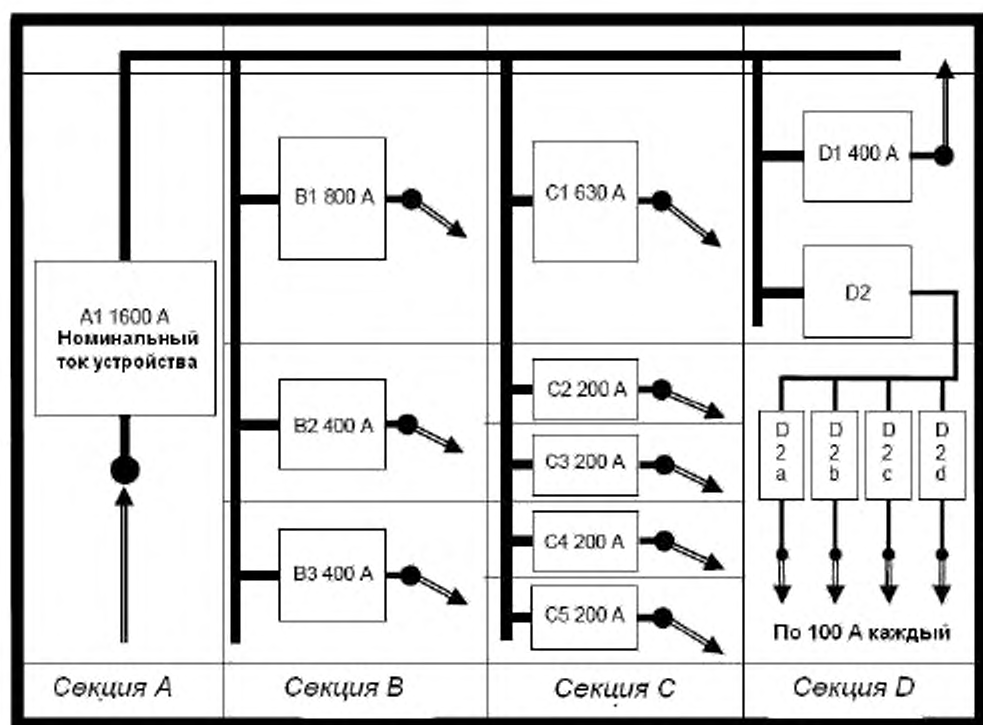 A1 1600 А
Номинальный
ток устройства
B1 800 А
B2 400 А
B3 400 А
C1 630 А
C2 200 А
C3 200 А
C4 200 А
C5 200 А
D1 400 А
D2
D
2
a
D
2
b
D
2
c
D
2
d
По 100 А каждый
Секция A
Секция B
Секция C
Секция D